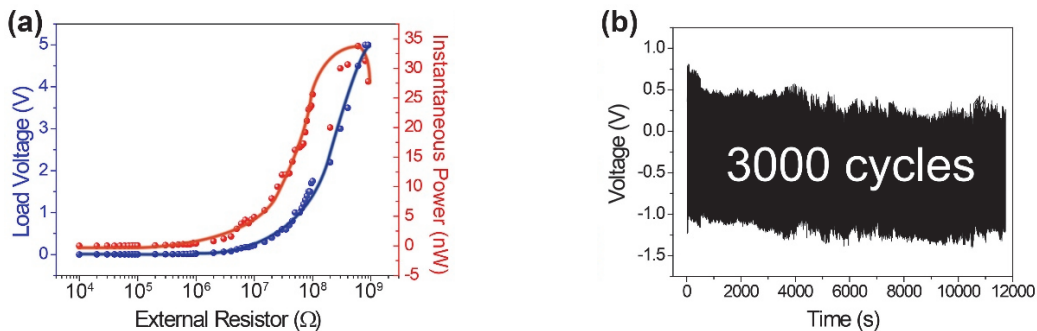 (a)
Load Voltage (V)
5
4
3
2
1
0
10⁴ 10⁵ 10⁶ 10⁷ 10⁸ 10⁹
External Resistor (Ω)
35
30
25
20
15
10
5
0
-5
Instantaneous Power (nW)
(b)
Voltage (V)
1.0
0.5
0.0
-0.5
-1.0
-1.5
3000 cycles
0 2000 4000 6000 8000 10000 12000
Time (s)